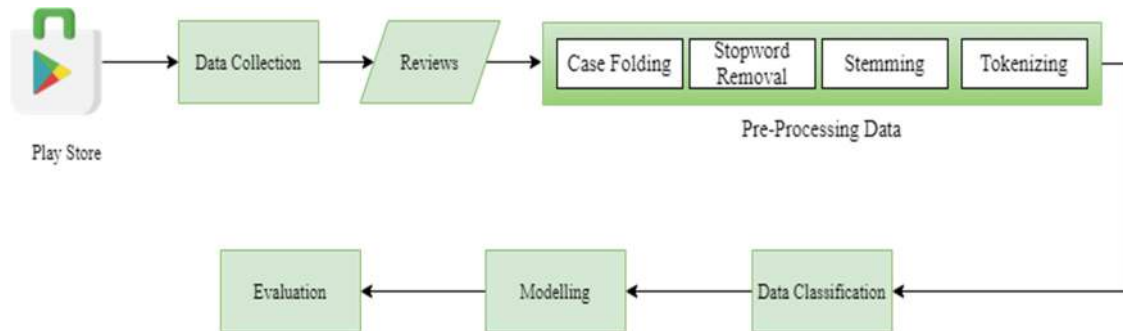 Data Collection
Reviews
Case Folding
Stopword
Removal
Stemming
Tokenizing
Pre-Processing Data
Play Store
Evaluation
Modelling
Data Classification